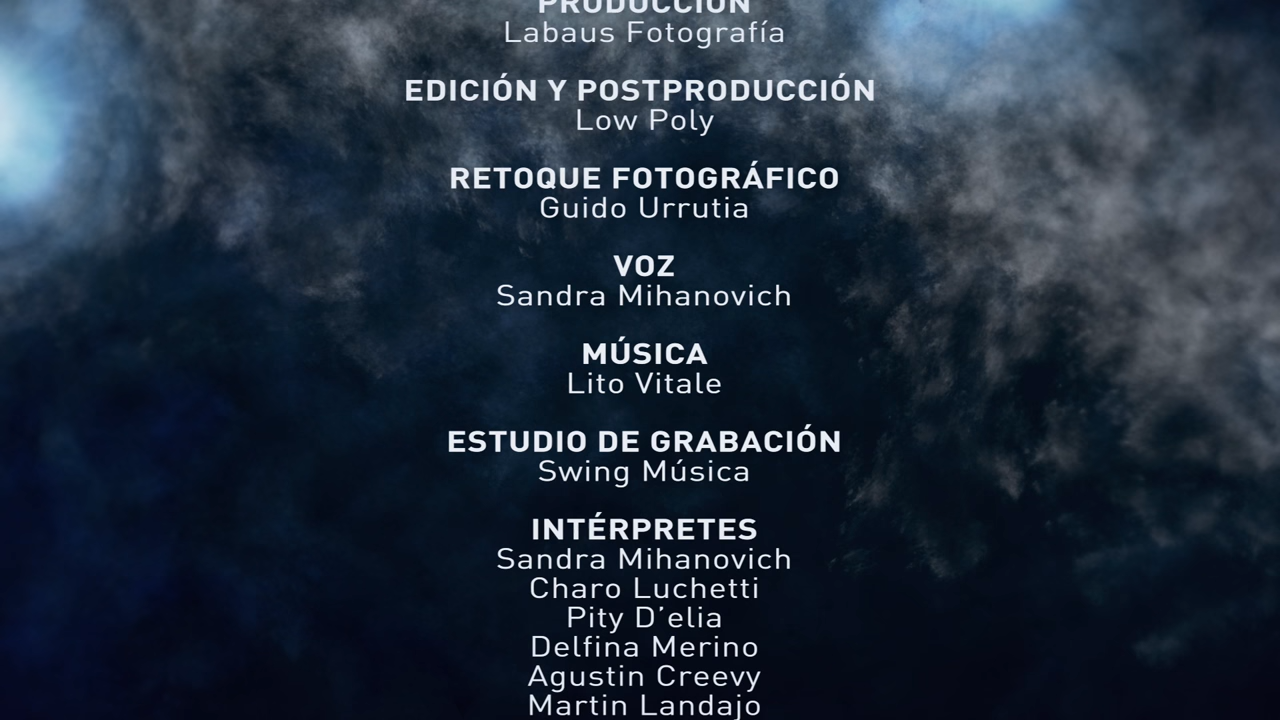 PRODUCCIÓN
Labaus Fotografía
EDICIÓN Y POSTPRODUCCIÓN
Low Poly
RETOQUE FOTOGRÁFICO
Guido Urrutia
VOZ
Sandra Mihanovich
MÚSICA
Lito Vitale
ESTUDIO DE GRABACIÓN
Swing Música
INTÉRPRETES
Sandra Mihanovich
Charo Luchetti
Pity D'elia
Delfina Merino
Agustin Creevy
Martin Landajo